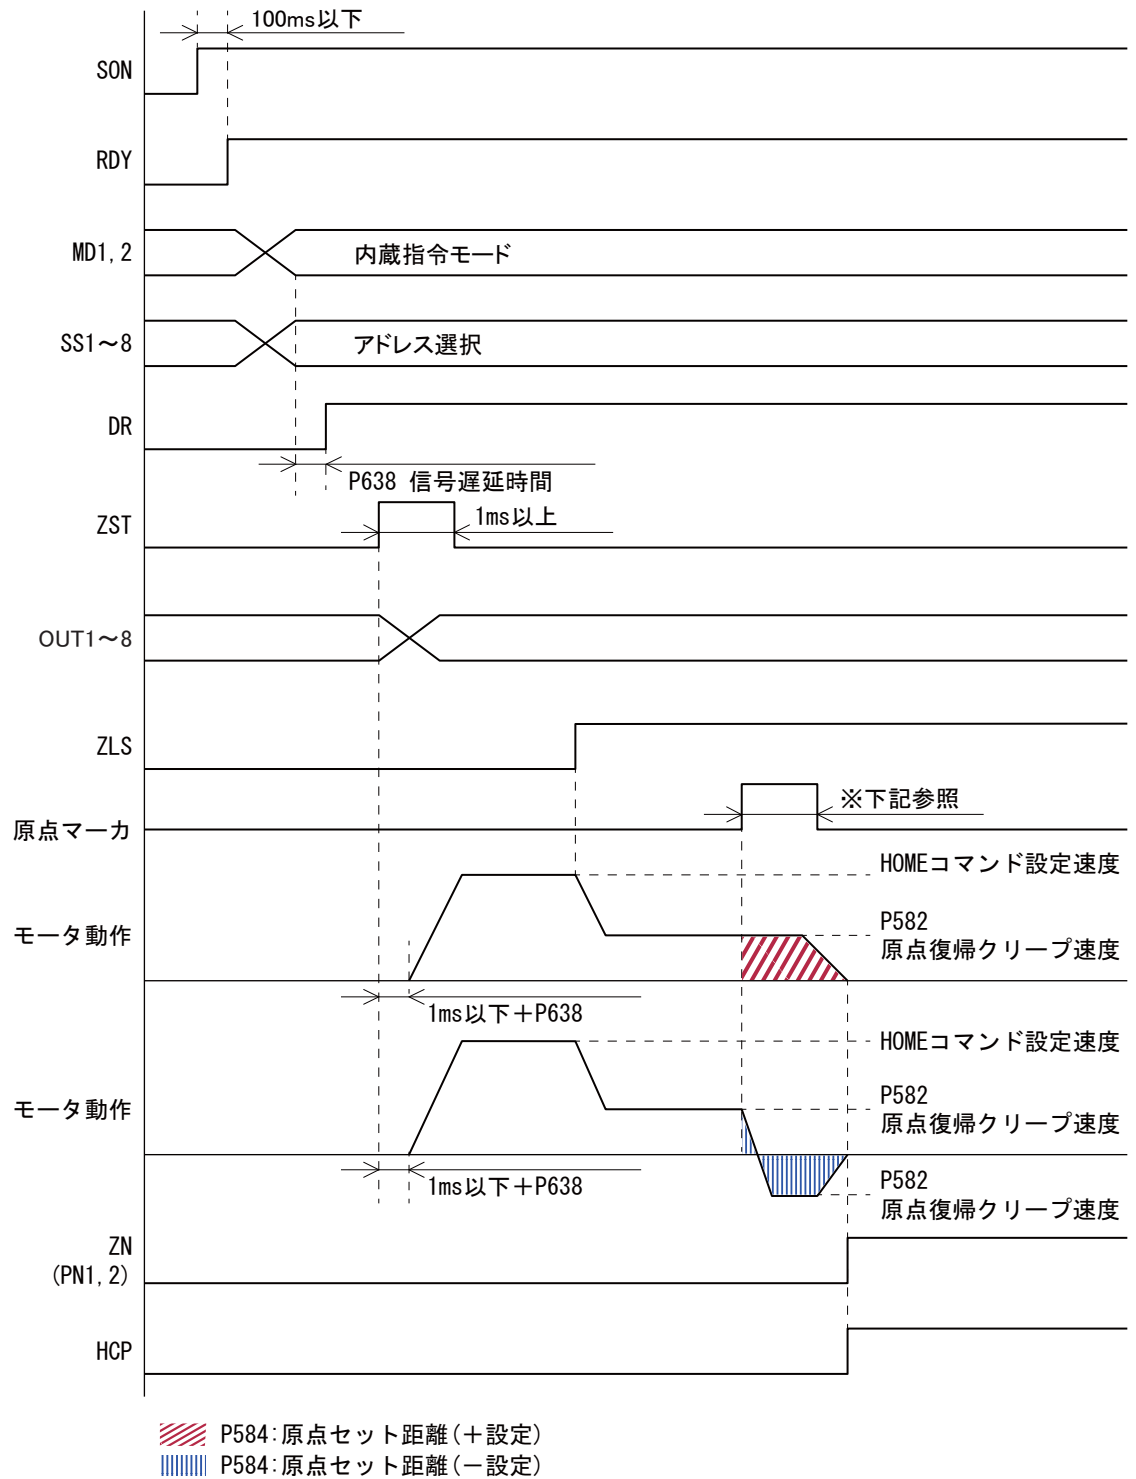 100ms以下
SON
RDY
MD1, 2
内蔵指令モード
SS1～8
アドレス選択
DR
P638 信号遅延時間
ZST
1ms以上
OUT1～8
ZLS
※下記参照
原点マーカ
HOMEコマンド設定速度
モータ動作
P582
原点復帰クリープ速度
1ms以下＋P638
HOMEコマンド設定速度
モータ動作
P582
原点復帰クリープ速度
1ms以下＋P638
P582
原点復帰クリープ速度
ZN
(PN1, 2)
HCP
P584:原点セット距離(＋設定)
P584:原点セット距離(－設定)